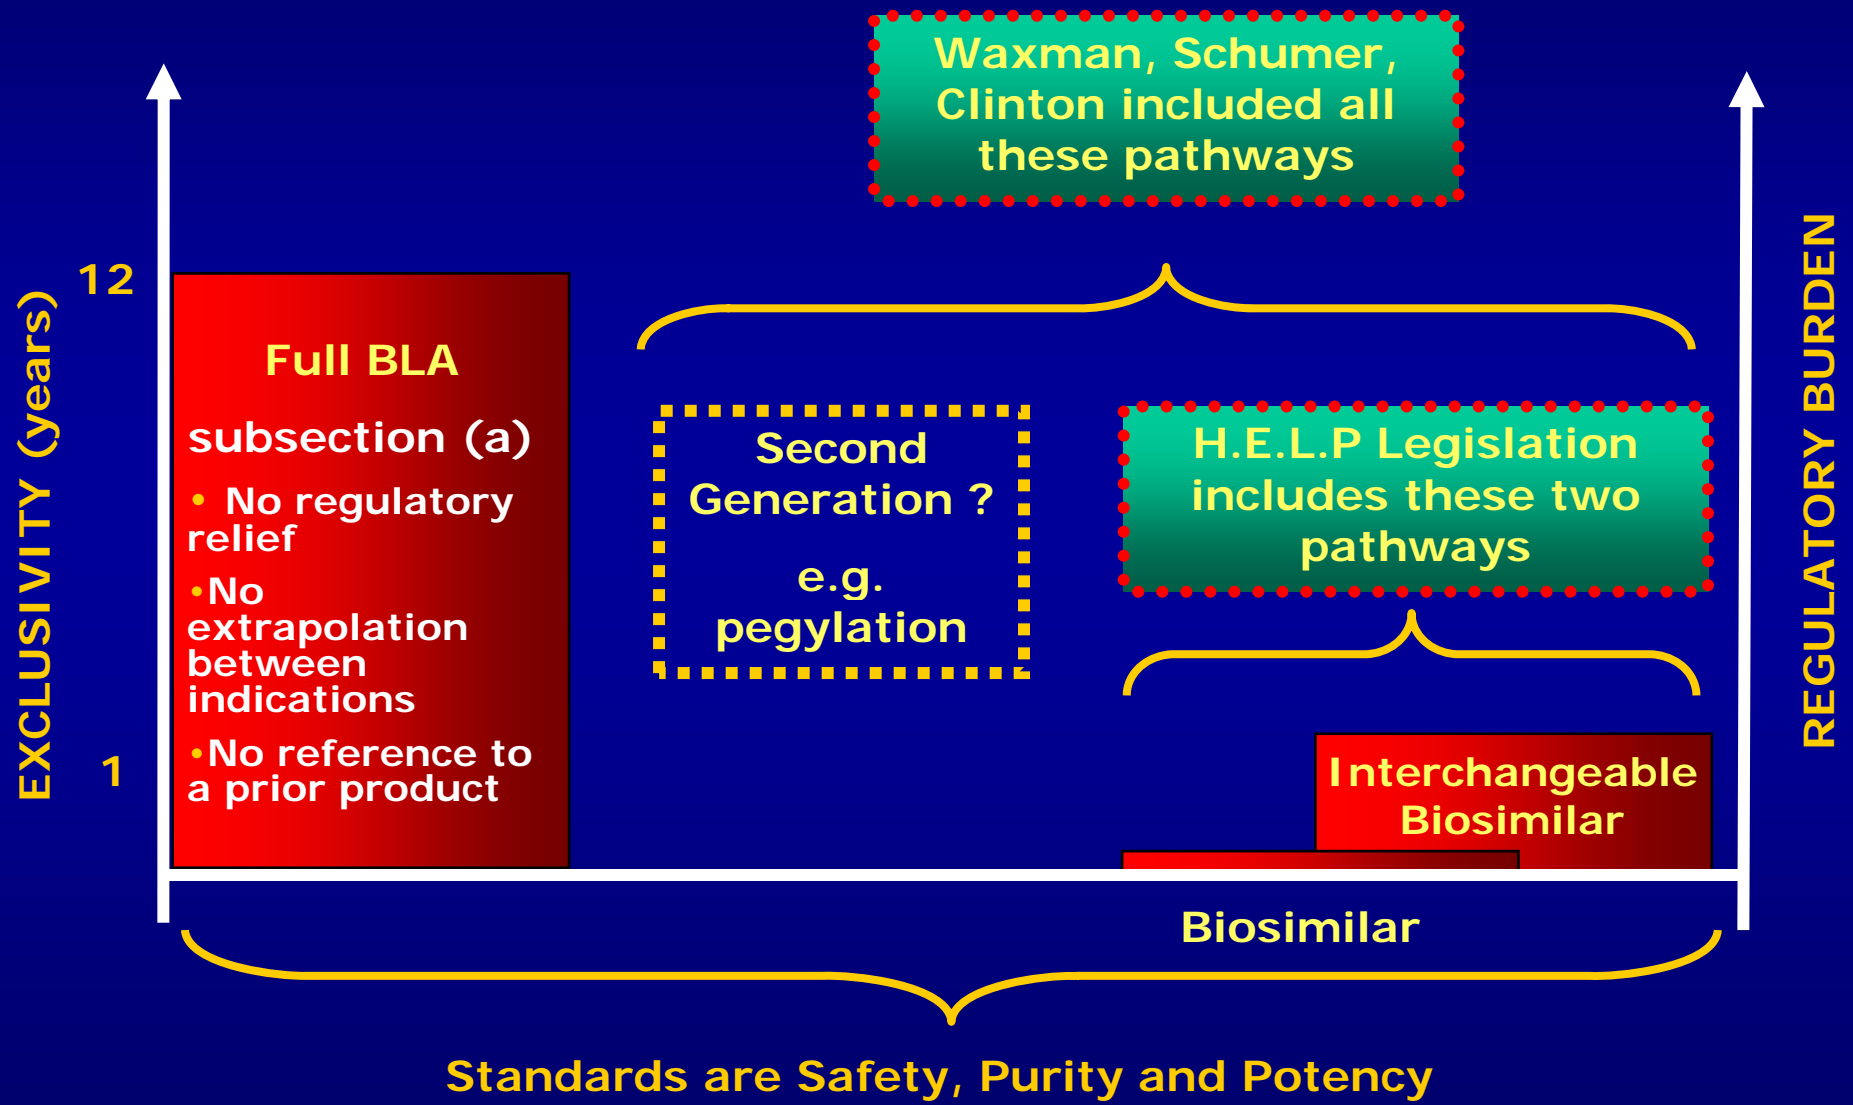 Waxman, Schumer,
Clinton included all
these pathways
EXCLUSIVITY (years)
12
1
Full BLA
subsection (a)
• No regulatory
relief
•No
extrapolation
between
indications
•No reference to
a prior product
Second
Generation ?
e.g.
pegylation
H.E.L.P Legislation
includes these two
pathways
Interchangeable
Biosimilar
Biosimilar
REGULATORY BURDEN
Standards are Safety, Purity and Potency